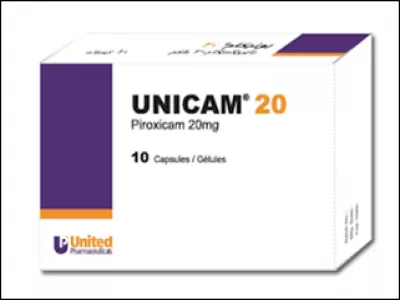 UNICAM® 20
Piroxicam 20mg
10 Capsules / Gélules
United
Pharmaceuticals